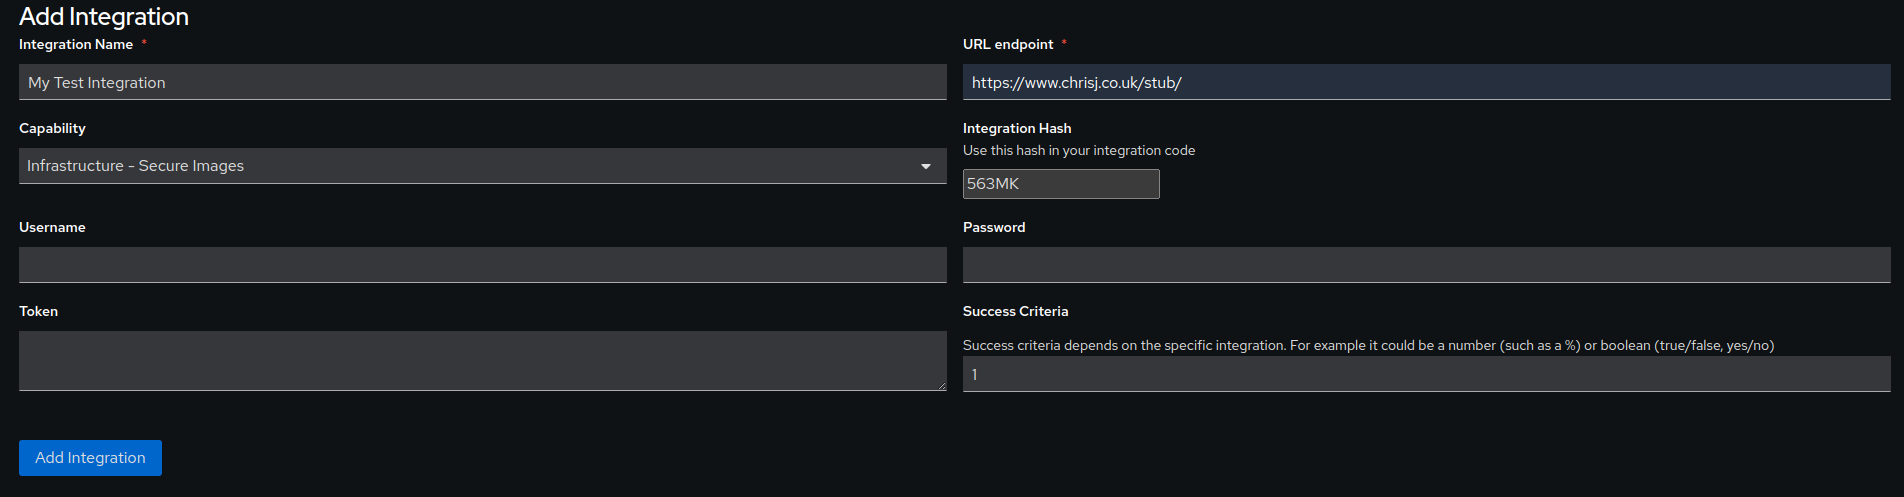 Add Integration
Integration Name *
URL endpoint *
My Test Integration
https://www.chrisj.co.uk/stub/
Capability
Integration Hash
Use this hash in your integration code
Infrastructure - Secure Images
563MK
Username
Password
Token
Success Criteria
Success criteria depends on the specific integration. For example it could be a number (such as a %) or boolean (true/false, yes/no)
1
Add Integration